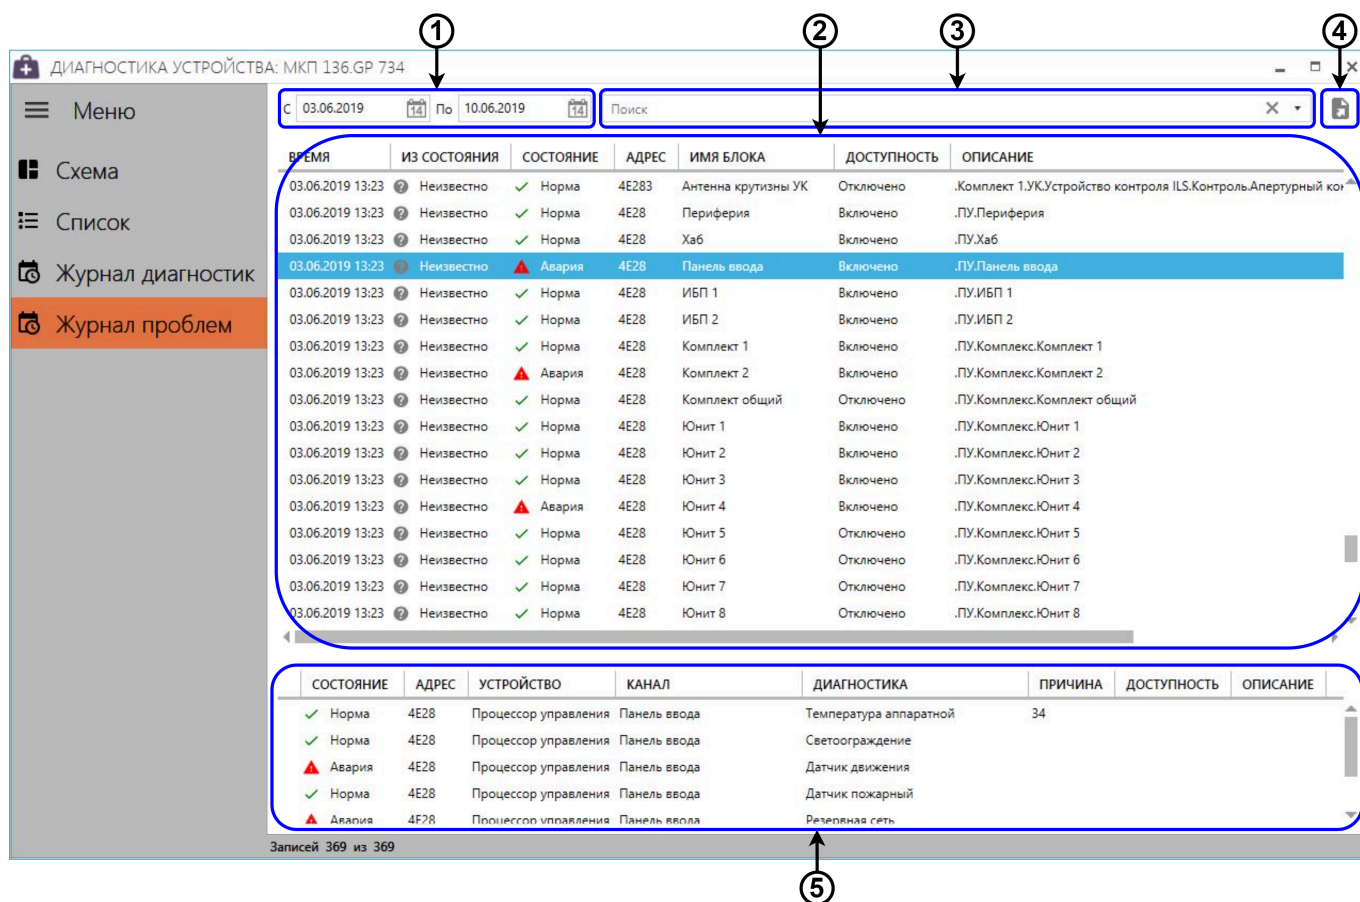 1 2 3 4
ДИАГНОСТИКА УСТРОЙСТВА: МКП 136.GP 734
Меню
С 03.06.2019 14 По 10.06.2019 14 Поиск
Схема
Список
Журнал диагностик
Журнал проблем
ВРЕМЯ ИЗ СОСТОЯНИЯ СОСТОЯНИЕ АДРЕС ИМЯ БЛОКА ДОСТУПНОСТЬ ОПИСАНИЕ
03.06.2019 13:23 Неизвестно Норма 4E283 Антенна крутизны УК Отключено .Комплект 1.УК.Устройство контроля ILS.Контроль.Апертурный кон
03.06.2019 13:23 Неизвестно Норма 4E28 Периферия Включено .ПУ.Периферия
03.06.2019 13:23 Неизвестно Норма 4E28 Хаб Включено .ПУ.Хаб
03.06.2019 13:23 Неизвестно Авария 4E28 Панель ввода Включено .ПУ.Панель ввода
03.06.2019 13:23 Неизвестно Норма 4E28 ИБП 1 Включено .ПУ.ИБП 1
03.06.2019 13:23 Неизвестно Норма 4E28 ИБП 2 Включено .ПУ.ИБП 2
03.06.2019 13:23 Неизвестно Норма 4E28 Комплект 1 Включено .ПУ.Комплекс.Комплект 1
03.06.2019 13:23 Неизвестно Авария 4E28 Комплект 2 Включено .ПУ.Комплекс.Комплект 2
03.06.2019 13:23 Неизвестно Норма 4E28 Комплект общий Отключено .ПУ.Комплекс.Комплект общий
03.06.2019 13:23 Неизвестно Норма 4E28 Юнит 1 Включено .ПУ.Комплекс.Юнит 1
03.06.2019 13:23 Неизвестно Норма 4E28 Юнит 2 Включено .ПУ.Комплекс.Юнит 2
03.06.2019 13:23 Неизвестно Норма 4E28 Юнит 3 Включено .ПУ.Комплекс.Юнит 3
03.06.2019 13:23 Неизвестно Авария 4E28 Юнит 4 Включено .ПУ.Комплекс.Юнит 4
03.06.2019 13:23 Неизвестно Норма 4E28 Юнит 5 Отключено .ПУ.Комплекс.Юнит 5
03.06.2019 13:23 Неизвестно Норма 4E28 Юнит 6 Отключено .ПУ.Комплекс.Юнит 6
03.06.2019 13:23 Неизвестно Норма 4E28 Юнит 7 Отключено .ПУ.Комплекс.Юнит 7
03.06.2019 13:23 Неизвестно Норма 4E28 Юнит 8 Отключено .ПУ.Комплекс.Юнит 8
СОСТОЯНИЕ АДРЕС УСТРОЙСТВО КАНАЛ ДИАГНОСТИКА ПРИЧИНА ДОСТУПНОСТЬ ОПИСАНИЕ
Норма 4E28 Процессор управления Панель ввода Температура аппаратной 34
Норма 4E28 Процессор управления Панель ввода Светоограждение
Авария 4E28 Процессор управления Панель ввода Датчик движения
Норма 4E28 Процессор управления Панель ввода Датчик пожарный
Авария 4E28 Процессор управления Панель ввода Резервная сеть
Записей 369 из 369
5